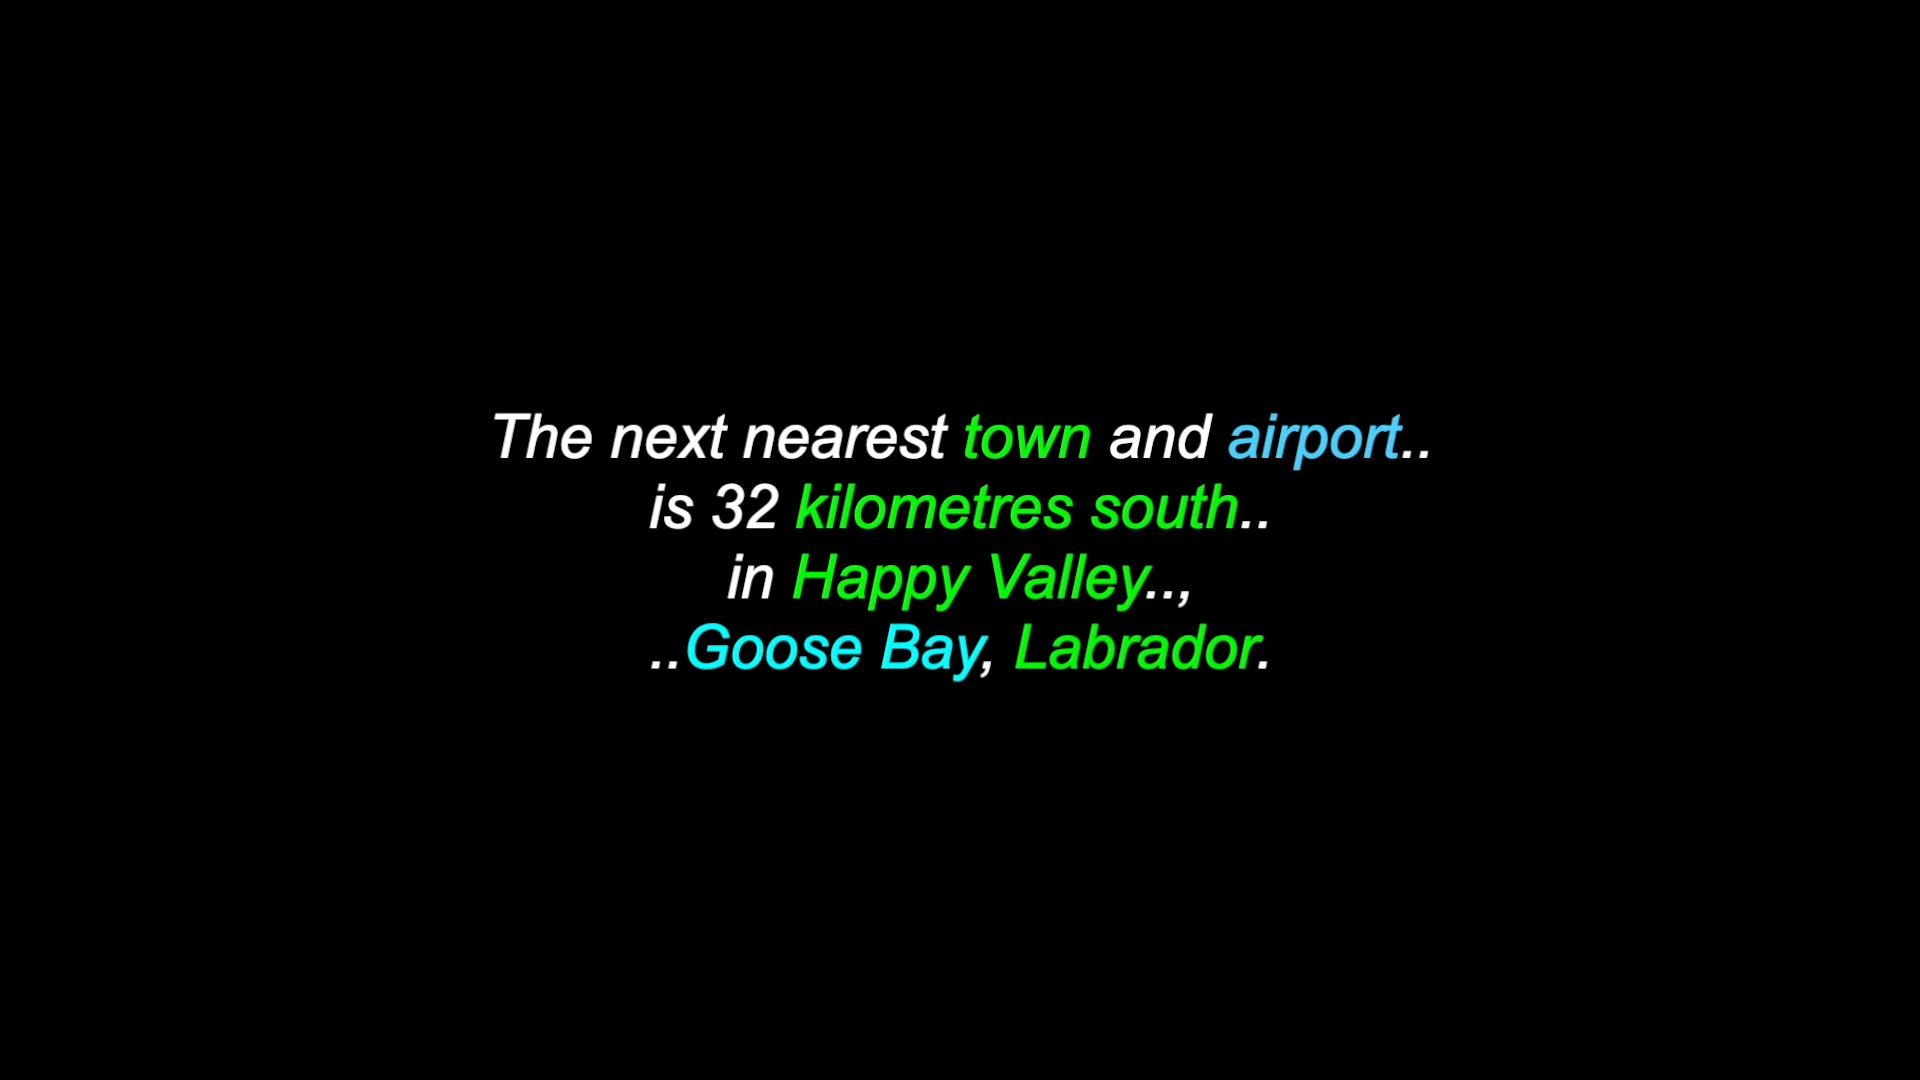 The next nearest town and airport..
is 32 kilometres south..
in Happy Valley..,
..Goose Bay, Labrador.